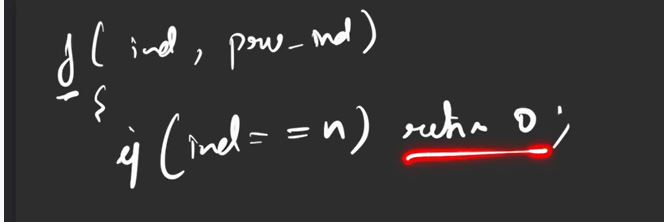 f( ind, prev_ind)
{
if (ind == n) return 0;